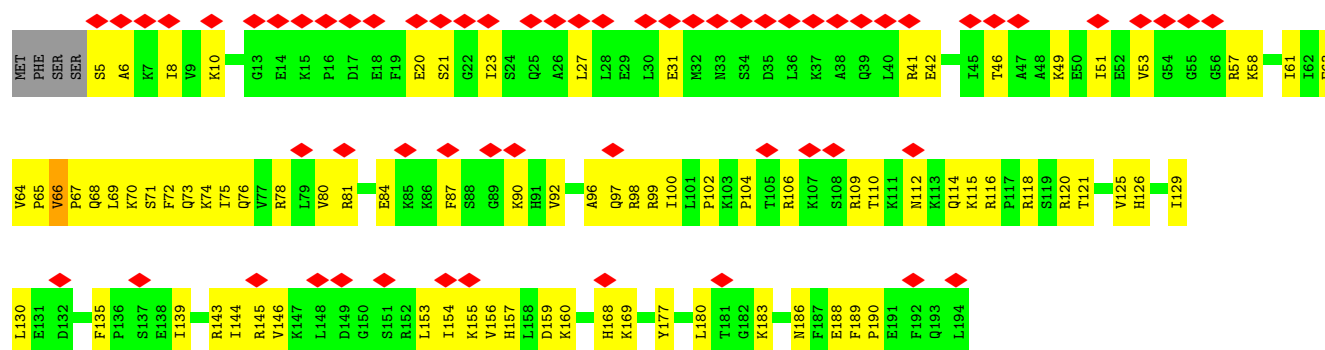 MET PHE SER SER S5 A6 K7 I8 V9 K10 G13 E14 K15 P16 D17 E18 F19 E20 S21 G22 I23 S24 Q25 A26 L27 L28 E29 L30 E31 M32 N33 S34 D35 L36 K37 A38 Q39 L40 R41 E42 I45 T46 A47 A48 K49 E50 I51 E52 V53 G54 G55 G56 R57 K58 I61 I62
V64 P65 V66 P67 Q68 L69 K70 S71 F72 Q73 K74 I75 Q76 V77 R78 L79 V80 R81 E84 K85 K86 F87 S88 G89 K90 H91 V92 A96 Q97 R98 R99 I100 L101 P102 K103 P104 T105 R106 K107 S108 R109 T110 K111 N112 K113 Q114 K115 R116 P117 R118 S119 R120 T121 V125 H126 I129
L130 E131 D132 F135 P136 S137 E138 I139 R143 I144 R145 V146 K147 L148 D149 G150 S151 R152 L153 I154 K155 V156 H157 L158 D159 K160 H168 K169 Y177 L180 T181 G182 K183 N186 F187 E188 F189 P190 E191 F192 Q193 L194